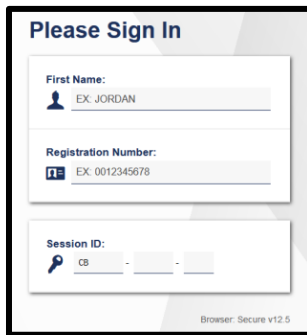 Please Sign In
First Name:
EX: JORDAN
Registration Number:
EX: 0012345678
Session ID:
CB - -
Browser: Secure v12.5